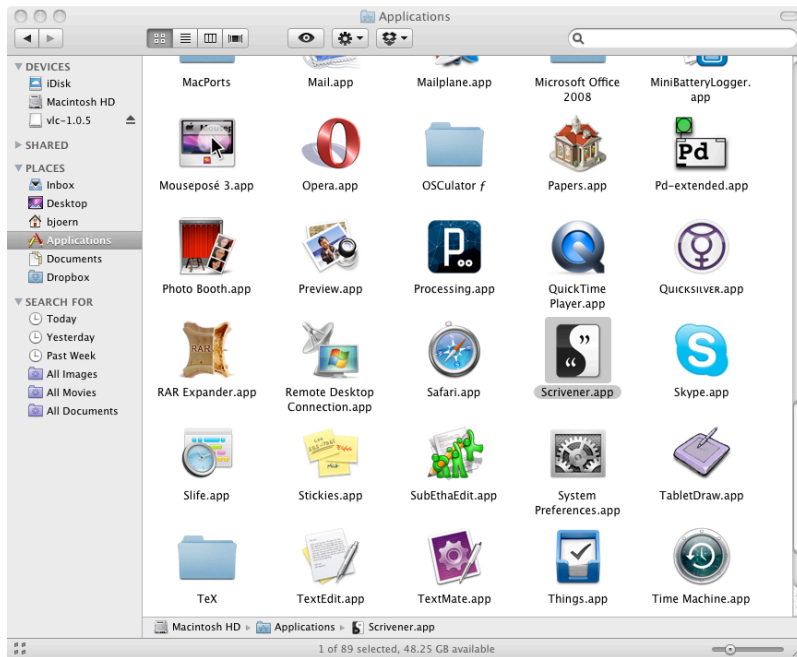 Applications
DEVICES
iDisk
Macintosh HD
vlc-1.0.5
SHARED
PLACES
Inbox
Desktop
bjoern
Applications
Documents
Dropbox
SEARCH FOR
Today
Yesterday
Past Week
All Images
All Movies
All Documents
MacPorts
Mail.app
Mailplane.app
Microsoft Office
2008
MiniBatteryLogger.
app
Mouseposé 3.app
Opera.app
OSCulator ƒ
Papers.app
Pd
Pd-extended.app
Photo Booth.app
Preview.app
Processing.app
QuickTime
Player.app
Quicksilver.app
RAR
RAR Expander.app
Remote Desktop
Connection.app
Safari.app
Scrivener.app
Skype.app
Slife.app
Stickies.app
SubEthaEdit.app
System
Preferences.app
TabletDraw.app
TeX
TextEdit.app
TextMate.app
Things.app
Time Machine.app
Macintosh HD ▸ Applications ▸ Scrivener.app
1 of 89 selected, 48.25 GB available